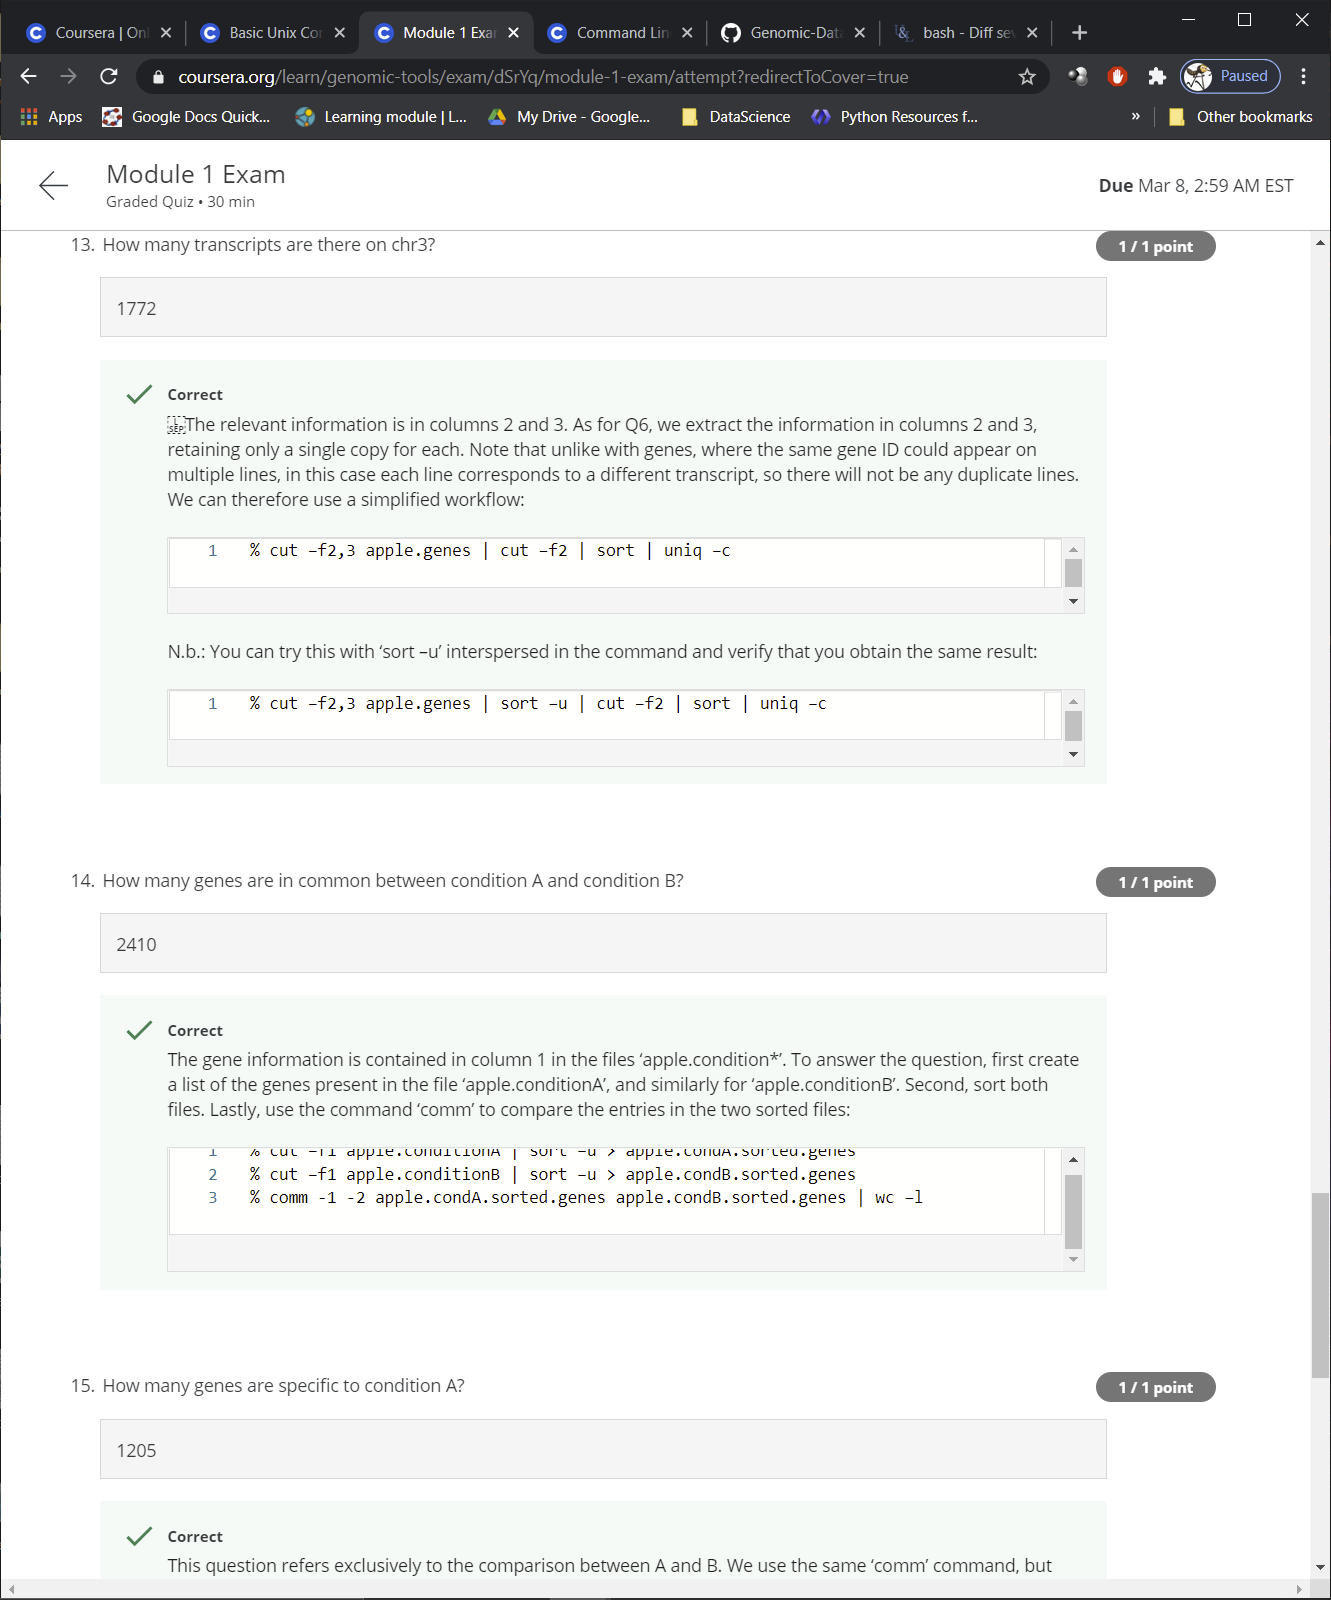 Coursera | Onl
Basic Unix Cor
Module 1 Exar
Command Lin
Genomic-Data
bash - Diff sev
coursera.org/learn/genomic-tools/exam/dSrYq/module-1-exam/attempt?redirectToCover=true
Paused
Apps
Google Docs Quick...
Learning module | L...
My Drive - Google...
DataScience
Python Resources f...
»
Other bookmarks
Module 1 Exam
Graded Quiz • 30 min
Due Mar 8, 2:59 AM EST
13. How many transcripts are there on chr3?
1 / 1 point
1772
Correct
The relevant information is in columns 2 and 3. As for Q6, we extract the information in columns 2 and 3,
retaining only a single copy for each. Note that unlike with genes, where the same gene ID could appear on
multiple lines, in this case each line corresponds to a different transcript, so there will not be any duplicate lines.
We can therefore use a simplified workflow:
1 % cut –f2,3 apple.genes | cut –f2 | sort | uniq –c
N.b.: You can try this with ‘sort –u’ interspersed in the command and verify that you obtain the same result:
1 % cut –f2,3 apple.genes | sort –u | cut –f2 | sort | uniq –c
14. How many genes are in common between condition A and condition B?
1 / 1 point
2410
Correct
The gene information is contained in column 1 in the files ‘apple.condition*’. To answer the question, first create
a list of the genes present in the file ‘apple.conditionA’, and similarly for ‘apple.conditionB’. Second, sort both
files. Lastly, use the command ‘comm’ to compare the entries in the two sorted files:
1 % cut –f1 apple.conditionA | sort –u > apple.condA.sorted.genes
2 % cut –f1 apple.conditionB | sort –u > apple.condB.sorted.genes
3 % comm -1 -2 apple.condA.sorted.genes apple.condB.sorted.genes | wc –l
15. How many genes are specific to condition A?
1 / 1 point
1205
Correct
This question refers exclusively to the comparison between A and B. We use the same ‘comm’ command, but